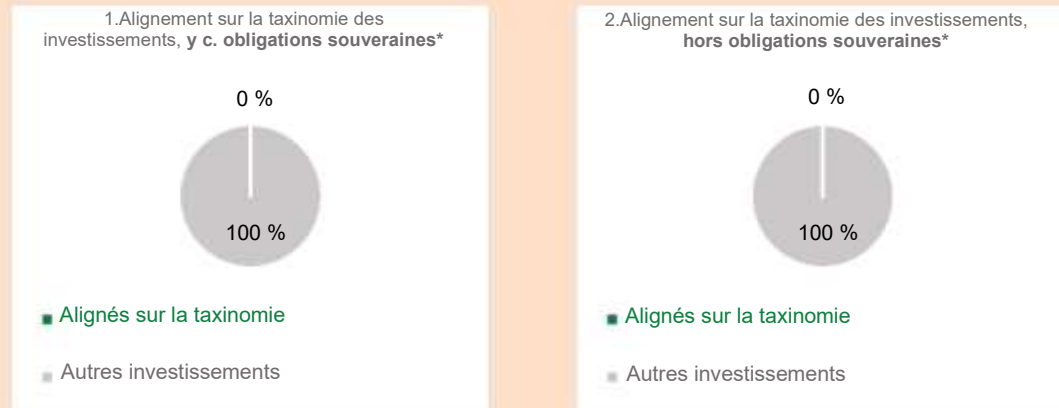 1.Alignement sur la taxinomie des
investissements, y c. obligations souveraines*
0 %
100 %
Alignés sur la taxinomie
Autres investissements
2.Alignement sur la taxinomie des investissements,
hors obligations souveraines*
0 %
100 %
Alignés sur la taxinomie
Autres investissements